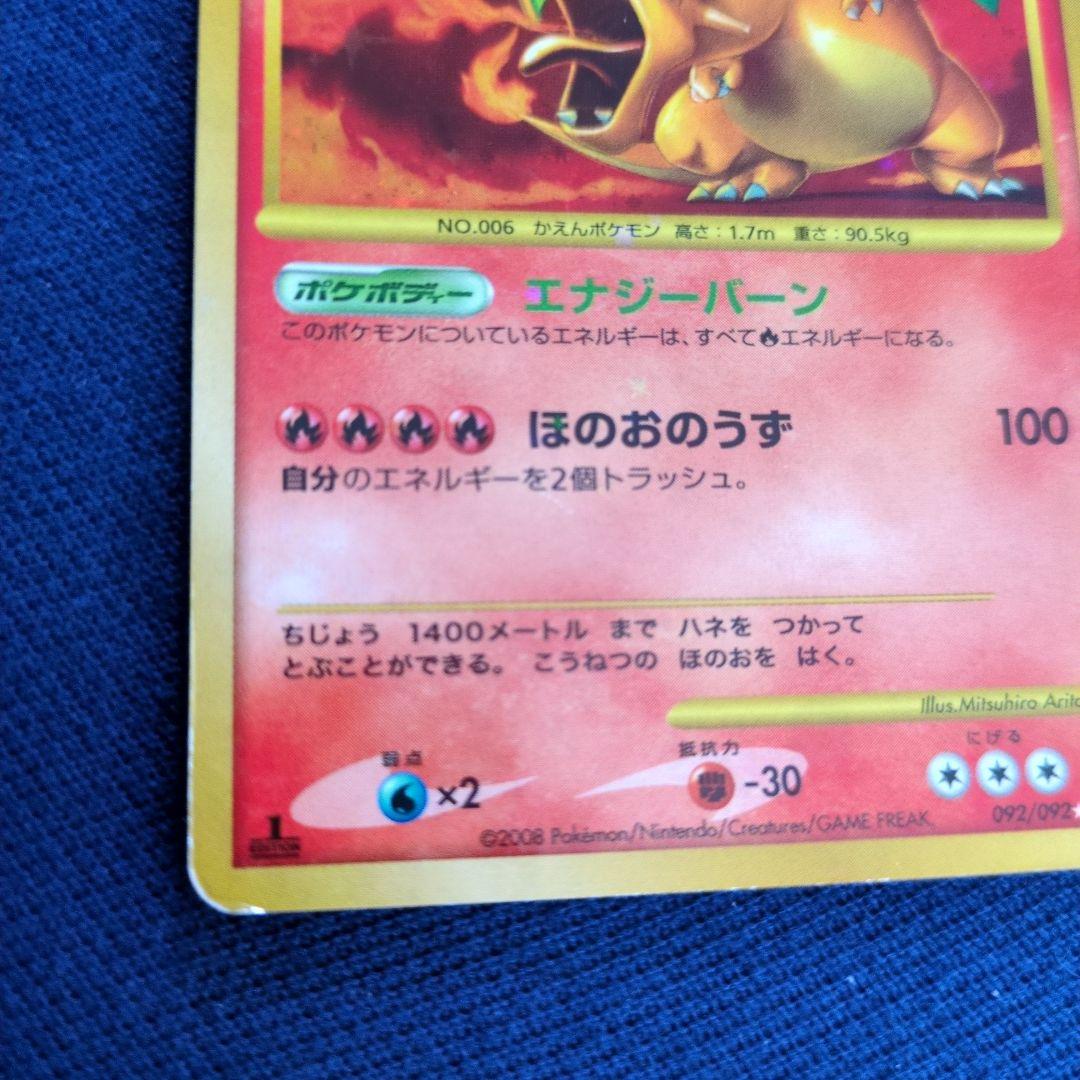 NO.006 かえんポケモン 高さ：1.7m 重さ：90.5kg
ポケボディー エナジーバーン
このポケモンについているエネルギーは、すべて🔥エネルギーになる。
ほのおのうず 100
自分のエネルギーを2個トラッシュ。
ちじょう 1400メートル まで ハネを つかって
とぶことができる。 こうねつの ほのおを はく。
Illus.Mitsuhiro Arita
にげる
弱点 抵抗力
×2 -30
092/092
©2008 Pokémon/Nintendo/Creatures/GAME FREAK.
1
EDITION